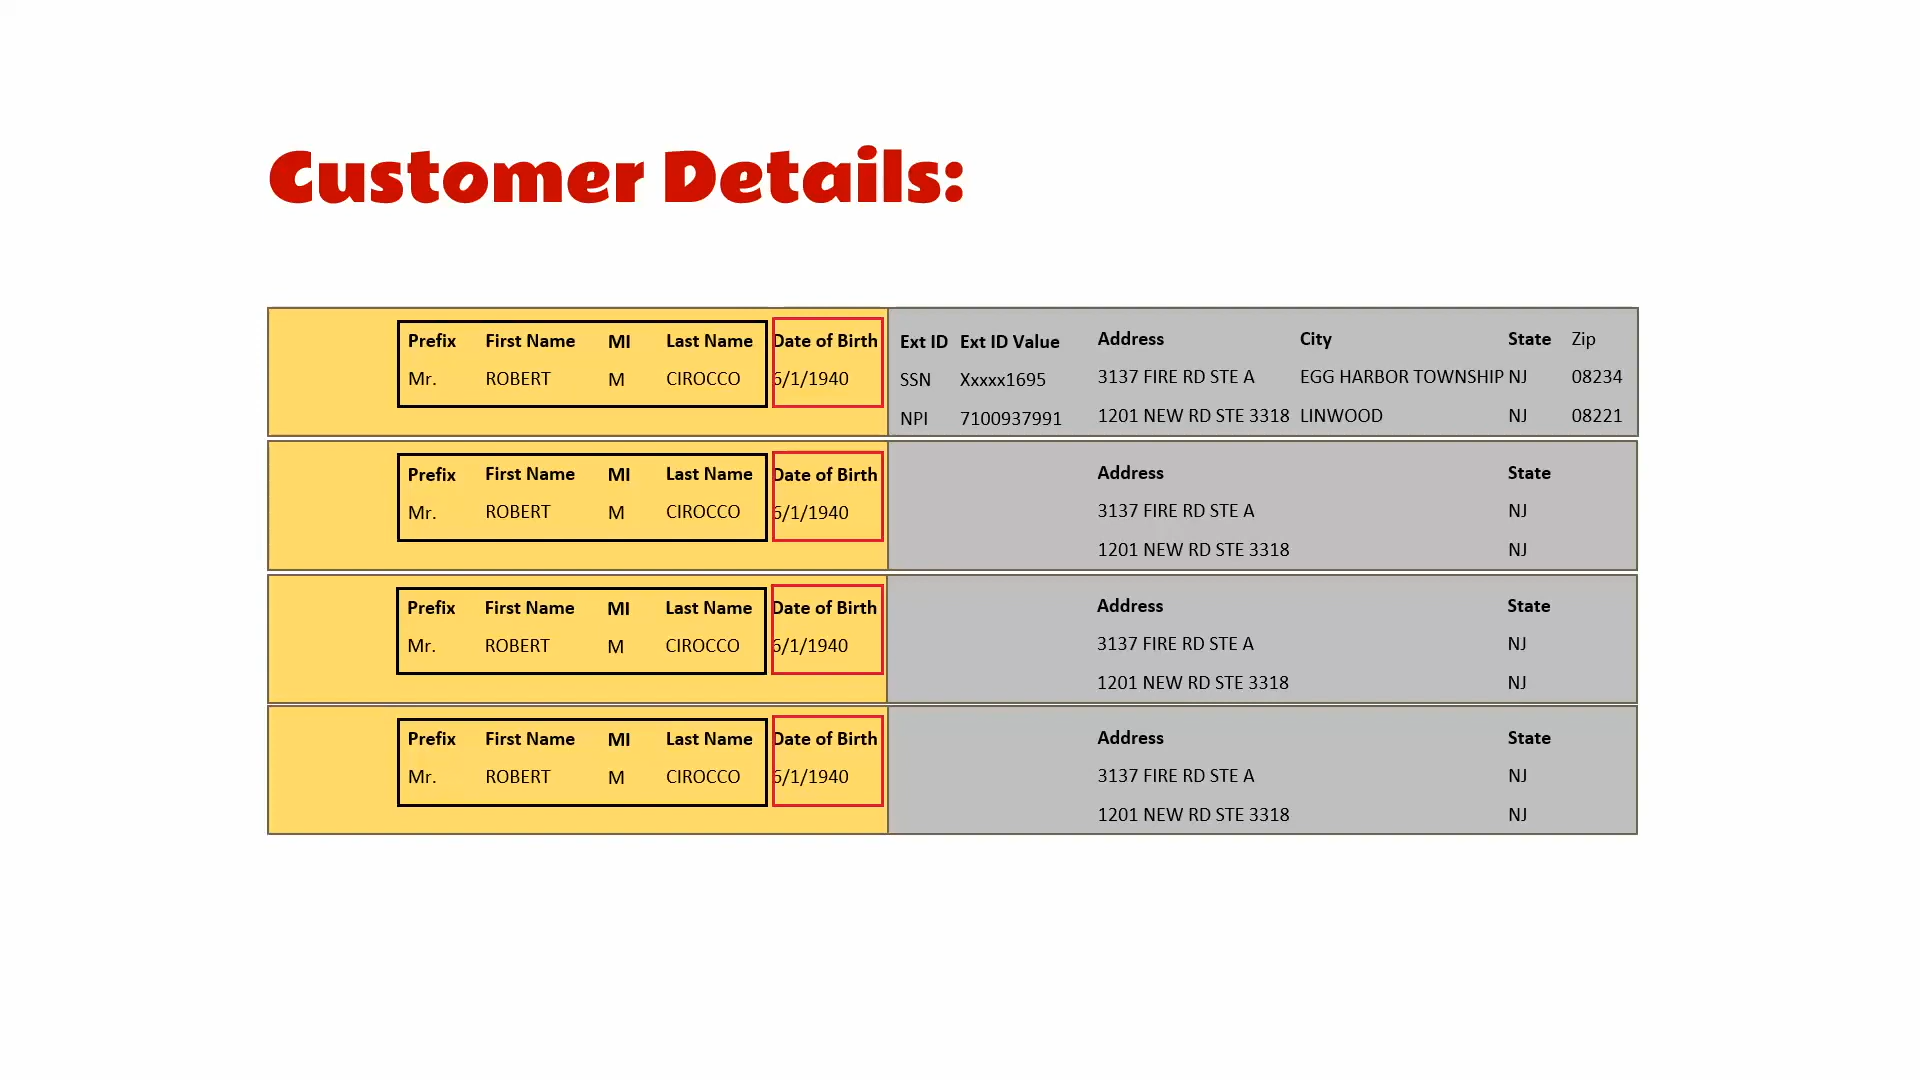 Customer Details:
Prefix First Name MI Last Name Date of Birth Ext ID Ext ID Value Address City State Zip
Mr. ROBERT M CIROCCO 6/1/1940 SSN Xxxxx1695 3137 FIRE RD STE A EGG HARBOR TOWNSHIP NJ 08234
NPI 7100937991 1201 NEW RD STE 3318 LINWOOD NJ 08221
Prefix First Name MI Last Name Date of Birth Address State
Mr. ROBERT M CIROCCO 6/1/1940 3137 FIRE RD STE A NJ
1201 NEW RD STE 3318 NJ
Prefix First Name MI Last Name Date of Birth Address State
Mr. ROBERT M CIROCCO 6/1/1940 3137 FIRE RD STE A NJ
1201 NEW RD STE 3318 NJ
Prefix First Name MI Last Name Date of Birth Address State
Mr. ROBERT M CIROCCO 6/1/1940 3137 FIRE RD STE A NJ
1201 NEW RD STE 3318 NJ